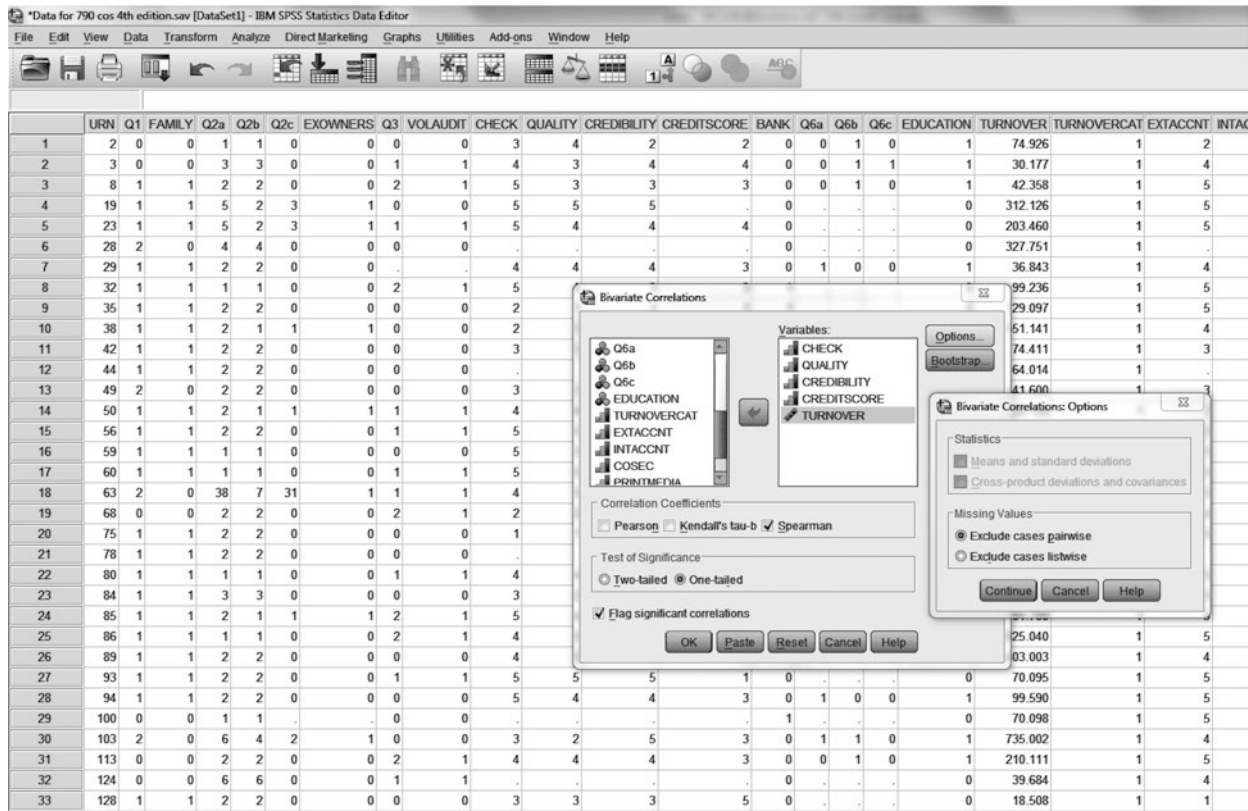 *Data for 790 cos 4th edition.sav [DataSet1] - IBM SPSS Statistics Data Editor
File Edit View Data Transform Analyze Direct Marketing Graphs Utilities Add-ons Window Help
URN Q1 FAMILY Q2a Q2b Q2c EXOWNERS Q3 VOLAUDIT CHECK QUALITY CREDIBILITY CREDITSCORE BANK Q6a Q6b Q6c EDUCATION TURNOVER TURNOVERCAT EXTACCNT
1 2 0 0 1 1 0 0 0 0 3 4 2 2 0 0 1 0 1 74.926 1 2
2 3 0 0 3 3 0 0 1 1 4 3 4 4 0 0 1 1 1 30.177 1 4
3 8 1 1 2 2 0 0 2 1 5 3 3 3 0 0 1 0 1 42.358 1 5
4 19 1 1 5 2 3 1 0 0 5 5 5 . 0 . . . 0 312.126 1 5
5 23 1 1 5 2 3 1 1 1 5 4 4 4 0 . . . 0 203.460 1 5
6 28 2 0 4 4 0 0 0 0 . . . . 0 . . . 0 327.751 1 .
7 29 1 1 2 2 0 0 . . 4 4 4 3 0 1 0 0 1 36.843 1 4
8 32 1 1 1 1 0 0 2 1 5 99.236 1 5
9 35 1 1 2 2 0 0 0 0 2 29.097 1 5
10 38 1 1 2 1 1 1 0 0 2 51.141 1 4
11 42 1 1 2 2 0 0 0 0 3 74.411 1 3
12 44 1 1 2 2 0 0 0 0 . 64.014 1 .
13 49 2 0 2 2 0 0 0 0 3 41.600 1 3
14 50 1 1 2 1 1 1 1 1 4
15 56 1 1 2 2 0 0 1 1 5
16 59 1 1 1 1 0 0 0 0 5
17 60 1 1 1 1 0 0 1 1 5
18 63 2 0 38 7 31 1 1 1 4
19 68 0 0 2 2 0 0 2 1 2
20 75 1 1 2 2 0 0 0 0 1
21 78 1 1 2 2 0 0 0 0 .
22 80 1 1 1 1 0 0 1 1 4
23 84 1 1 3 3 0 0 0 0 3
24 85 1 1 2 1 1 1 2 1 5
25 86 1 1 1 1 0 0 2 1 4 25.040 1 5
26 89 1 1 2 2 0 0 0 0 4 03.003 1 4
27 93 1 1 2 2 0 0 1 1 5 5 5 1 0 . . . 0 70.095 1 5
28 94 1 1 2 2 0 0 0 0 5 4 4 3 0 1 0 0 1 99.590 1 5
29 100 0 0 1 1 . . 0 0 . . . . 1 . . . 0 70.098 1 5
30 103 2 0 6 4 2 1 0 0 3 2 5 3 0 1 1 0 1 735.002 1 4
31 113 0 0 2 2 0 0 2 1 4 4 4 3 0 0 1 0 1 210.111 1 5
32 124 0 0 6 6 0 0 1 1 . . . . 0 . . . 0 39.684 1 4
33 128 1 1 2 2 0 0 0 0 3 3 3 5 0 . . . 0 18.508 1 1
Bivariate Correlations
Q6a
Q6b
Q6c
EDUCATION
TURNOVERCAT
EXTACCNT
INTACCNT
COSEC
PRINTMEDIA
Variables:
CHECK
QUALITY
CREDIBILITY
CREDITSCORE
TURNOVER
Options...
Bootstrap...
Correlation Coefficients
Pearson Kendall's tau-b Spearman
Test of Significance
Two-tailed One-tailed
Flag significant correlations
OK Paste Reset Cancel Help
Bivariate Correlations: Options
Statistics
Means and standard deviations
Cross-product deviations and covariances
Missing Values
Exclude cases pairwise
Exclude cases listwise
Continue Cancel Help